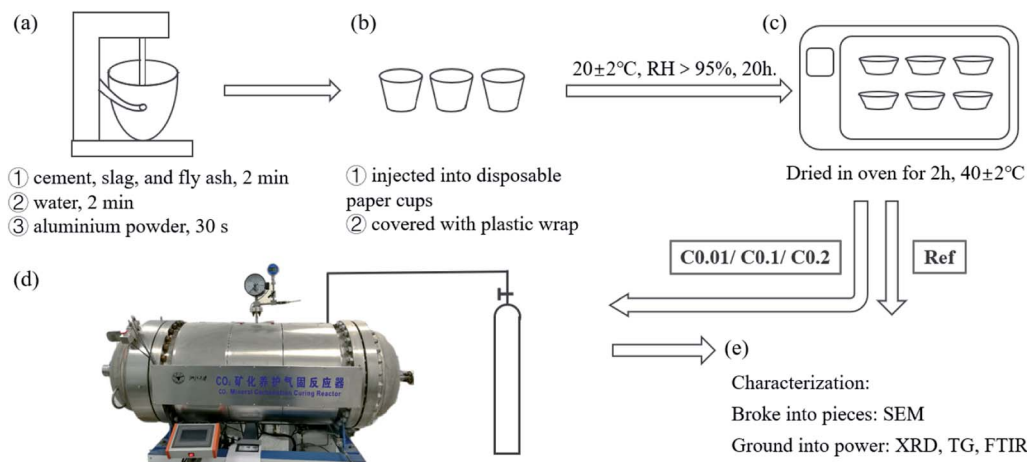 (a)
① cement, slag, and fly ash, 2 min
② water, 2 min
③ aluminium powder, 30 s
(b)
① injected into disposable
paper cups
② covered with plastic wrap
20±2℃, RH > 95%, 20h.
(c)
Dried in oven for 2h, 40±2℃
C0.01/ C0.1/ C0.2
Ref
(d)
CO₂ 矿化养护气固反应器
CO₂ Mineral Carbonation Curing Reactor
(e)
Characterization:
Broke into pieces: SEM
Ground into power: XRD, TG, FTIR